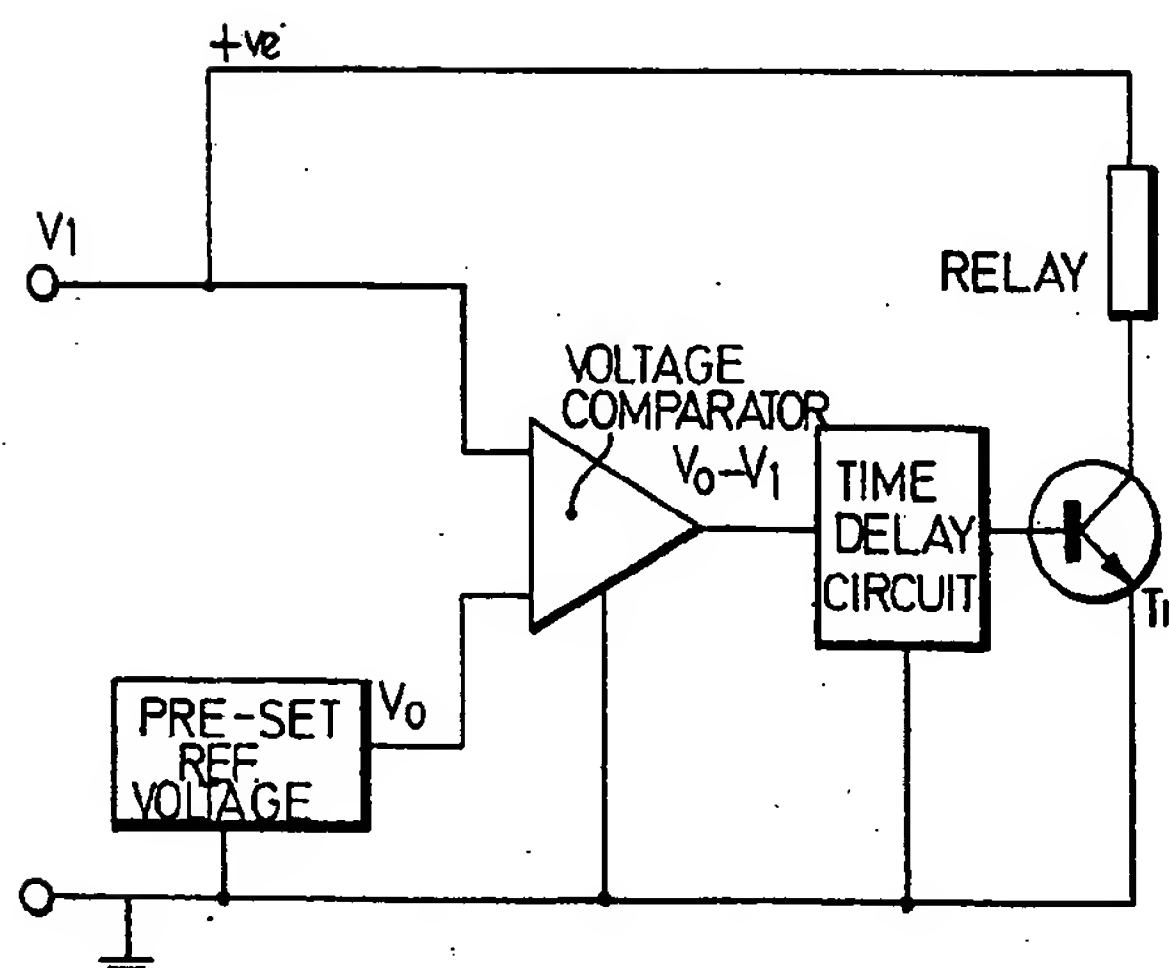 +ve
V1
RELAY
VOLTAGE
COMPARATOR
V0-V1
TIME
DELAY
CIRCUIT
T1
PRE-SET
REF.
VOLTAGE
V0